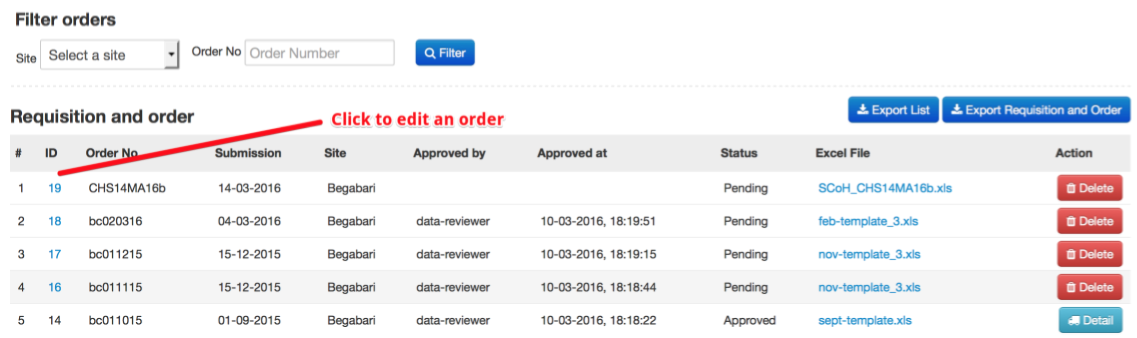 Filter orders
Site Select a site Order No Order Number Filter
Requisition and order Click to edit an order Export List Export Requisition and Order
# ID Order No Submission Site Approved by Approved at Status Excel File Action
1 19 CHS14MA16b 14-03-2016 Begabari Pending SCoH_CHS14MA16b.xls Delete
2 18 bc020316 04-03-2016 Begabari data-reviewer 10-03-2016, 18:19:51 Pending feb-template_3.xls Delete
3 17 bc011215 15-12-2015 Begabari data-reviewer 10-03-2016, 18:19:15 Pending nov-template_3.xls Delete
4 16 bc011115 15-12-2015 Begabari data-reviewer 10-03-2016, 18:18:44 Pending nov-template_3.xls Delete
5 14 bc011015 01-09-2015 Begabari data-reviewer 10-03-2016, 18:18:22 Approved sept-template.xls Detail